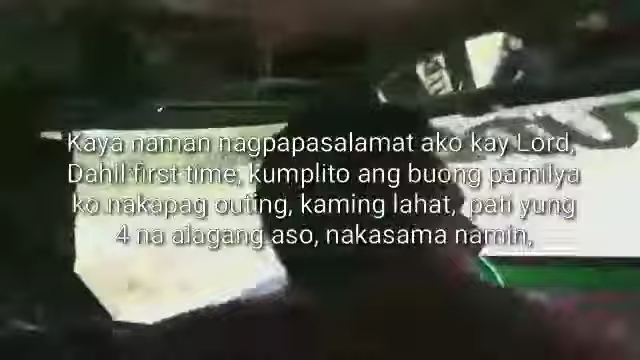 Kaya naman nagpapasalamat ako kay Lord,
Dahil first time, kumplito ang buong pamilya
ko nakapag outing, kaming lahat, pati yung
4 na alagang aso, nakasama namin,